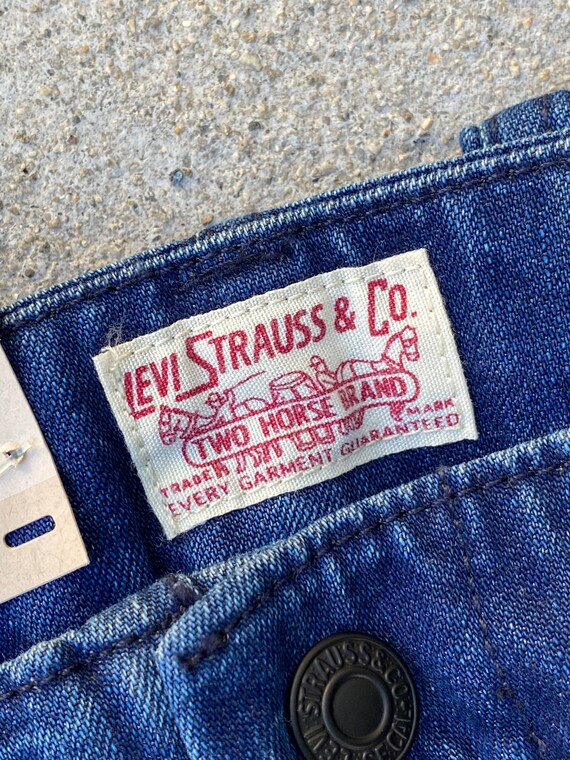 LEVI STRAUSS & CO.
TWO HORSE BRAND
TRADE MARK
EVERY GARMENT GUARANTEED
STRAUSS & CO